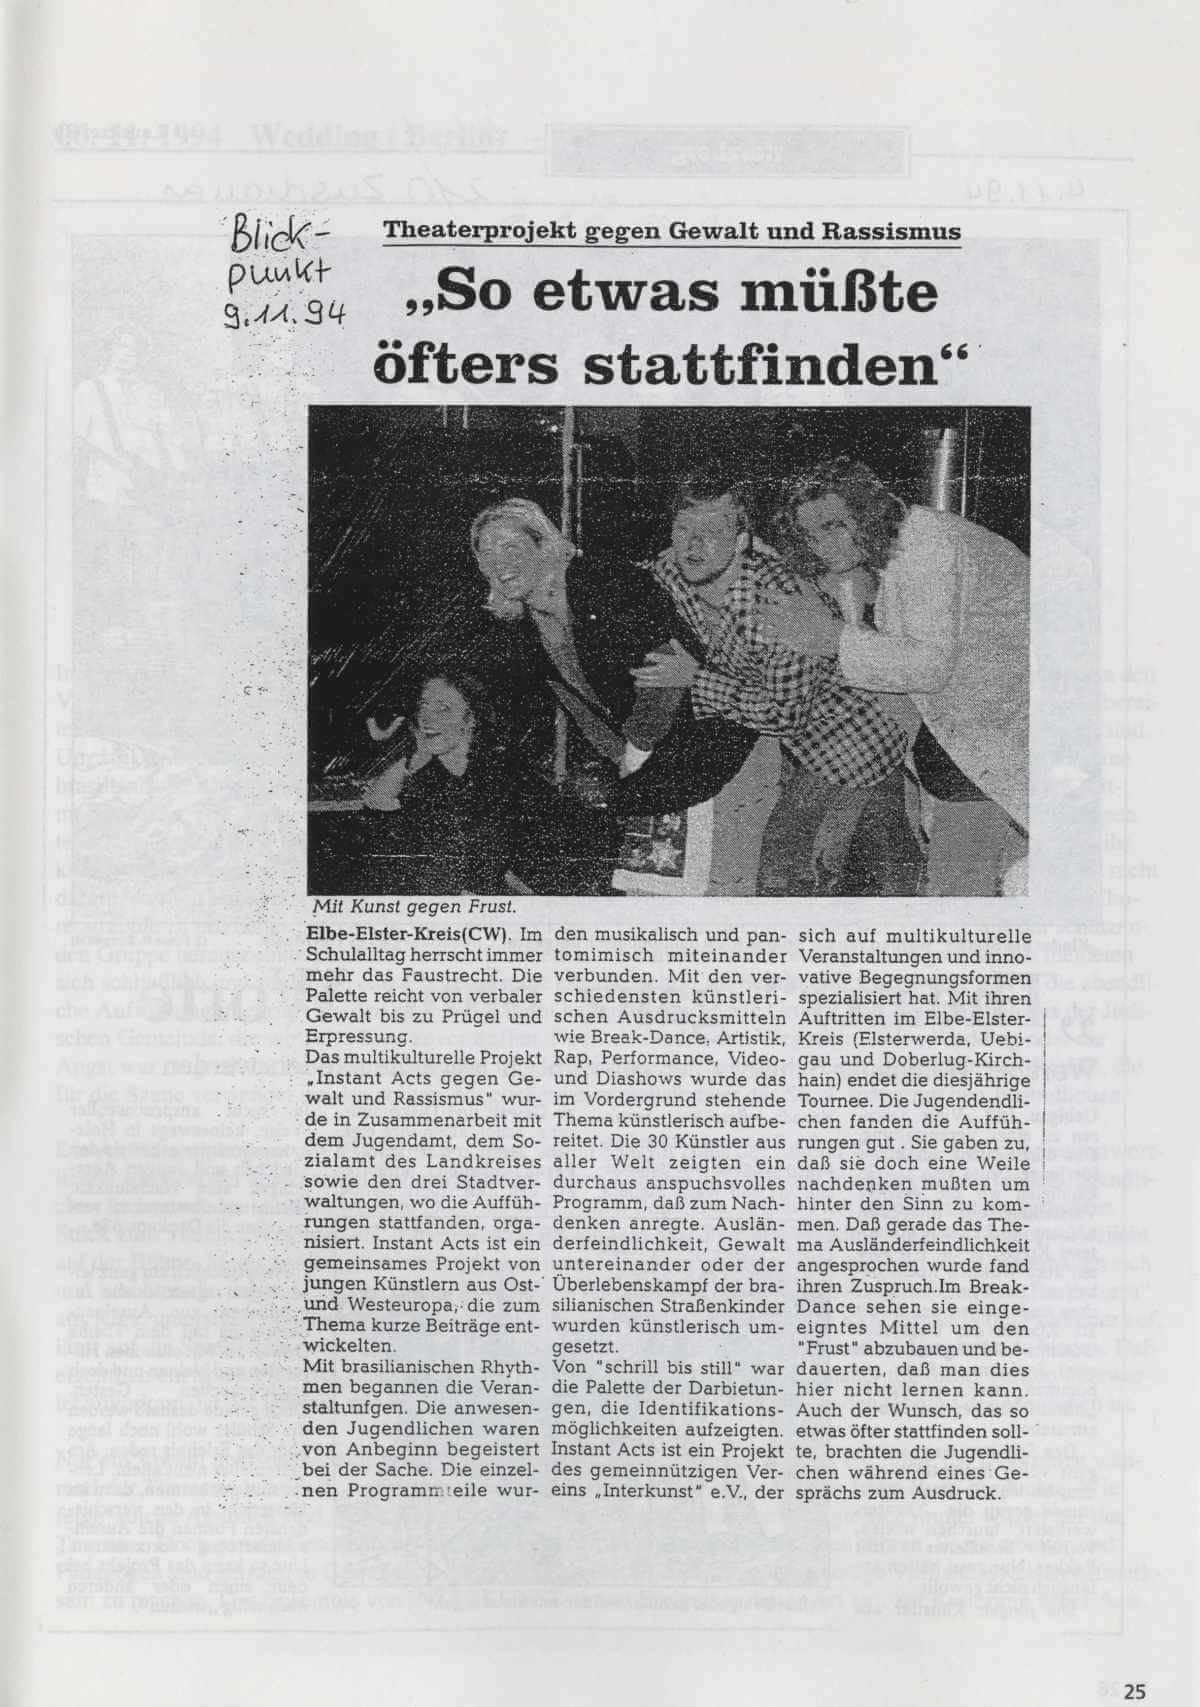 Blick-
punkt
9.11.94
Theaterprojekt gegen Gewalt und Rassismus
„So etwas müßte
öfters stattfinden“
Mit Kunst gegen Frust.
Elbe-Elster-Kreis(CW). Im
Schulalltag herrscht immer
mehr das Faustrecht. Die
Palette reicht von verbaler
Gewalt bis zu Prügel und
Erpressung.
Das multikulturelle Projekt
„Instant Acts gegen Ge-
walt und Rassismus" wur-
de in Zusammenarbeit mit
dem Jugendamt, dem So-
zialamt des Landkreises
sowie den drei Stadtver-
waltungen, wo die Auffüh-
rungen stattfanden, orga-
nisiert. Instant Acts ist ein
gemeinsames Projekt von
jungen Künstlern aus Ost-
und Westeuropa, die zum
Thema kurze Beiträge ent-
wickelten.
Mit brasilianischen Rhyth-
men begannen die Veran-
staltunfgen. Die anwesen-
den Jugendlichen waren
von Anbeginn begeistert
bei der Sache. Die einzel-
nen Programmteile wur-
den musikalisch und pan-
tomimisch miteinander
verbunden. Mit den ver-
schiedensten künstleri-
schen Ausdrucksmitteln
wie Break-Dance, Artistik,
Rap, Performance, Video-
und Diashows wurde das
im Vordergrund stehende
Thema künstlerisch aufbe-
reitet. Die 30 Künstler aus
aller Welt zeigten ein
durchaus anspuchsvolles
Programm, daß zum Nach-
denken anregte. Auslän-
derfeindlichkeit, Gewalt
untereinander oder der
Überlebenskampf der bra-
silianischen Straßenkinder
wurden künstlerisch um-
gesetzt.
Von "schrill bis still" war
die Palette der Darbietun-
gen, die Identifikations-
möglichkeiten aufzeigten.
Instant Acts ist ein Projekt
des gemeinnützigen Ver-
eins „Interkunst" e.V., der
sich auf multikulturelle
Veranstaltungen und inno-
vative Begegnungsformen
spezialisiert hat. Mit ihren
Auftritten im Elbe-Elster-
Kreis (Elsterwerda, Uebi-
gau und Doberlug-Kirch-
hain) endet die diesjährige
Tournee. Die Jugendendli-
chen fanden die Auffüh-
rungen gut . Sie gaben zu,
daß sie doch eine Weile
nachdenken mußten um
hinter den Sinn zu kom-
men. Daß gerade das The-
ma Ausländerfeindlichkeit
angesprochen wurde fand
ihren Zuspruch.Im Break-
Dance sehen sie einge-
eigntes Mittel um den
"Frust" abzubauen und be-
dauerten, daß man dies
hier nicht lernen kann.
Auch der Wunsch, das so
etwas öfter stattfinden soll-
te, brachten die Jugendli-
chen während eines Ge-
sprächs zum Ausdruck.
25